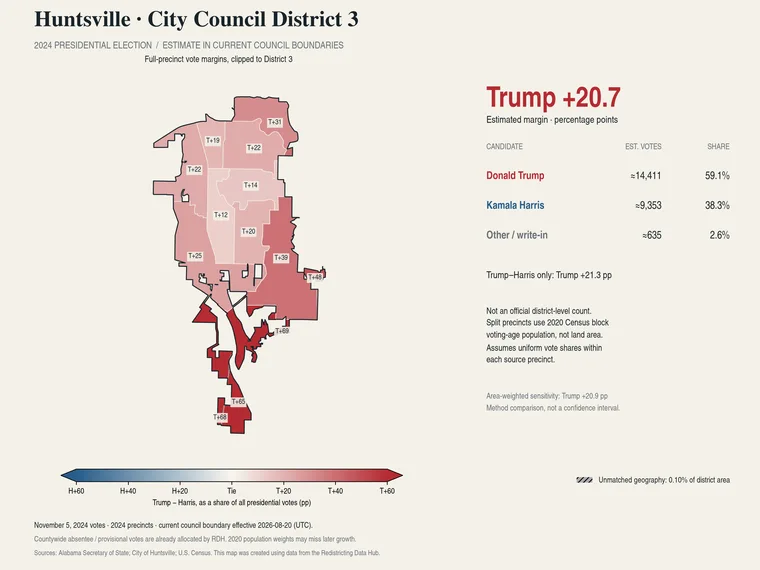 Huntsville · City Council District 3
2024 PRESIDENTIAL ELECTION / ESTIMATE IN CURRENT COUNCIL BOUNDARIES
Full-precinct vote margins, clipped to District 3
T+31
T+19
T+22
T+22
T+14
T+12
T+20
T+25
T+39
T+48
T+69
T+65
T+68
H+60 H+40 H+20 Tie T+20 T+40 T+60
Trump – Harris, as a share of all presidential votes (pp)
Trump +20.7
Estimated margin · percentage points
CANDIDATE EST. VOTES SHARE
Donald Trump ≈14,411 59.1%
Kamala Harris ≈9,353 38.3%
Other / write-in ≈635 2.6%
Trump–Harris only: Trump +21.3 pp
Not an official district-level count.
Split precincts use 2020 Census block
voting-age population, not land area.
Assumes uniform vote shares within
each source precinct.
Area-weighted sensitivity: Trump +20.9 pp
Method comparison, not a confidence interval.
Unmatched geography: 0.10% of district area
November 5, 2024 votes · 2024 precincts · current council boundary effective 2026-08-20 (UTC).
Countywide absentee / provisional votes are already allocated by RDH. 2020 population weights may miss later growth.
Sources: Alabama Secretary of State; City of Huntsville; U.S. Census. This map was created using data from the Redistricting Data Hub.